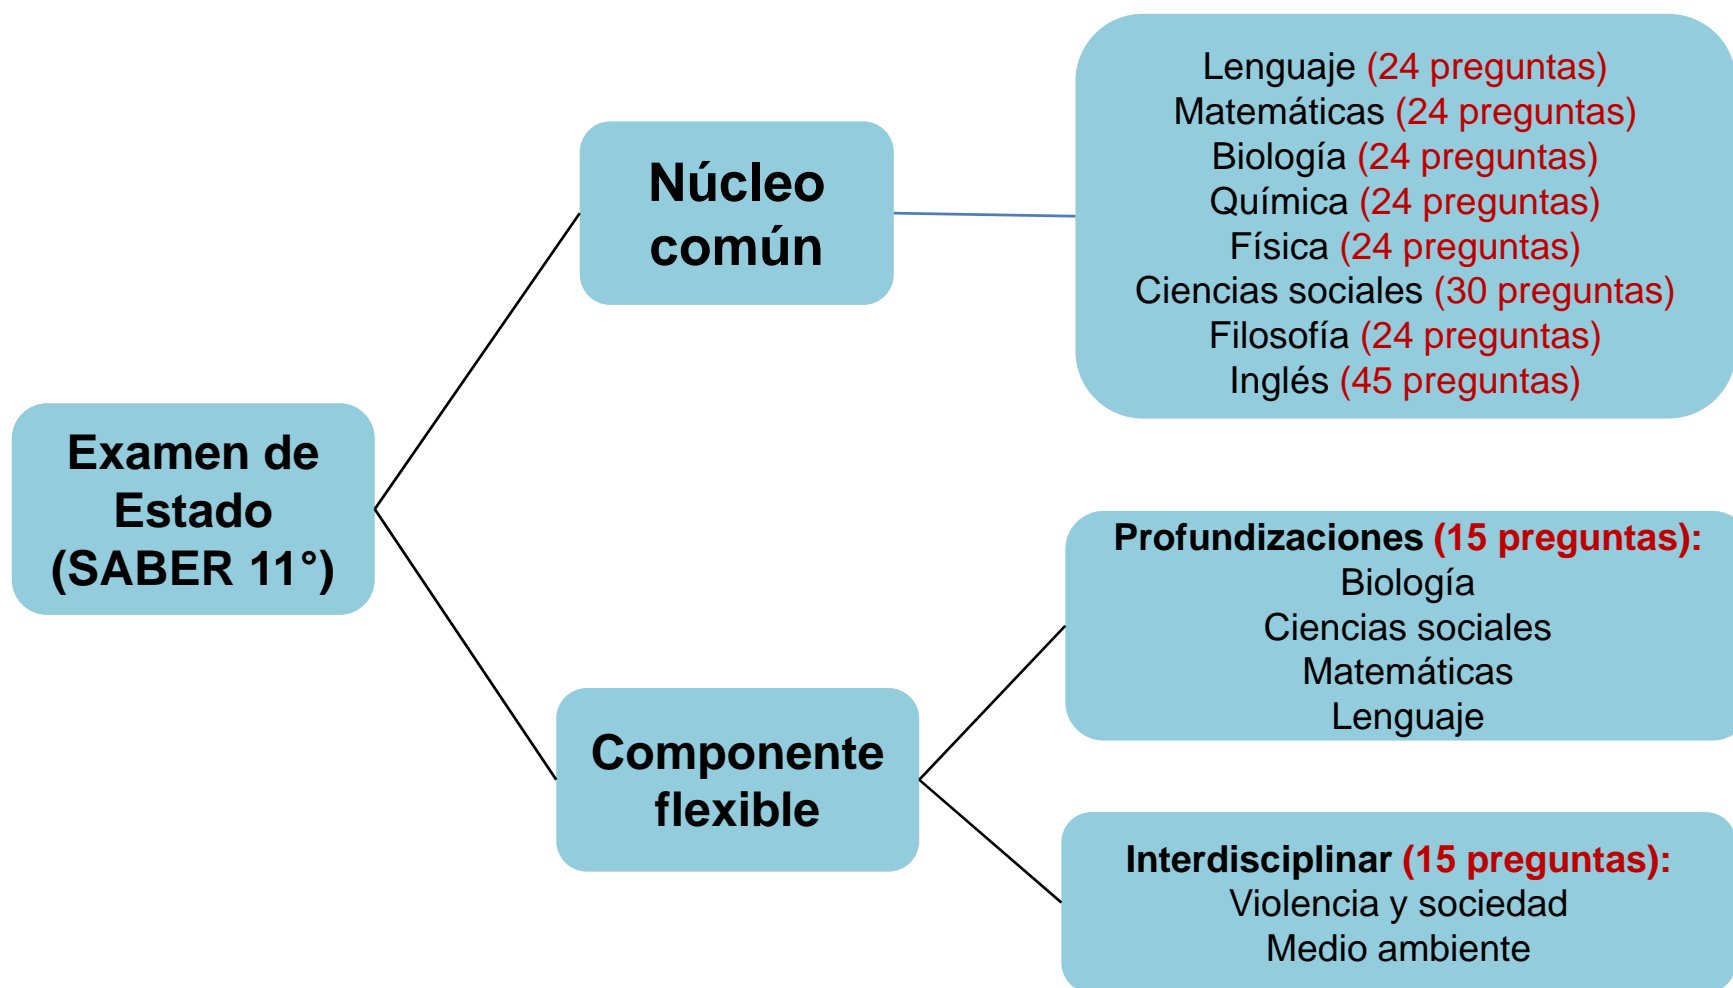 Examen de
Estado
(SABER 11°)
Núcleo
común
Lenguaje (24 preguntas)
Matemáticas (24 preguntas)
Biología (24 preguntas)
Química (24 preguntas)
Física (24 preguntas)
Ciencias sociales (30 preguntas)
Filosofía (24 preguntas)
Inglés (45 preguntas)
Componente
flexible
Profundizaciones (15 preguntas):
Biología
Ciencias sociales
Matemáticas
Lenguaje
Interdisciplinar (15 preguntas):
Violencia y sociedad
Medio ambiente